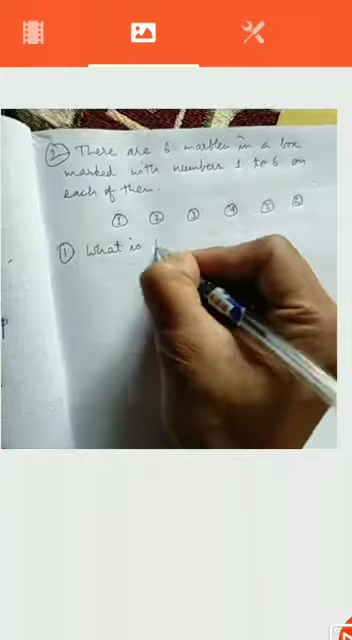 ② There are 6 marbles in a box
marked with numbers 1 to 6 on
each of them.
① ② ③ ④ ⑤ ⑥
① What is